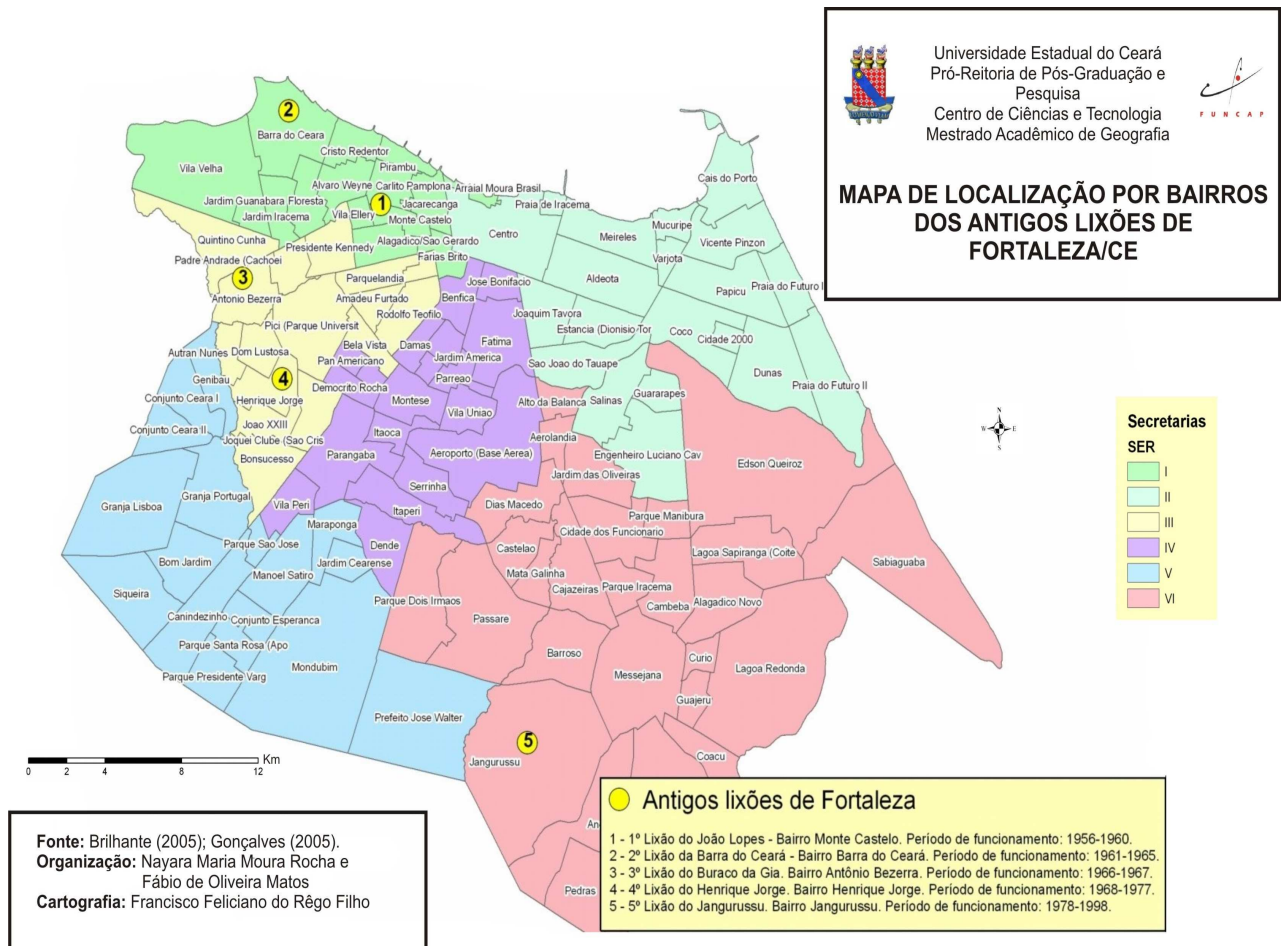 Universidade Estadual do Ceará
Pró-Reitoria de Pós-Graduação e
Pesquisa
Centro de Ciências e Tecnologia
Mestrado Acadêmico de Geografia
FUNCAP
MAPA DE LOCALIZAÇÃO POR BAIRROS
DOS ANTIGOS LIXÕES DE
FORTALEZA/CE
2
Barra do Ceara
Cristo Redentor
Vila Velha
Pirambu
Alvaro Weyne
Carlito Pamplona
Arraial Moura Brasil
Jardim Guanabara
Floresta
1
Jacarecanga
Jardim Iracema
Vila Ellery
Monte Castelo
Praia de Iracema
Cais do Porto
Quintino Cunha
Presidente Kennedy
Alagadico/Sao Gerardo
Centro
Meireles
Mucuripe
Vicente Pinzon
Padre Andrade (Cachoei
Farias Brito
Varjota
3
Parquelandia
Jose Bonifacio
Aldeota
Antonio Bezerra
Amadeu Furtado
Benfica
Papicu
Praia do Futuro I
Rodolfo Teofilo
Joaquim Tavora
Pici (Parque Universit
Estancia (Dionisio Tor
Coco
Cidade 2000
Autran Nunes
Dom Lustosa
Bela Vista
Damas
Fatima
Pan Americano
Jardim America
Sao Joao do Tauape
Genibau
4
Democrito Rocha
Parreao
Dunas
Praia do Futuro II
Conjunto Ceara I
Henrique Jorge
Montese
Vila Uniao
Alto da Balanca
Salinas
Guararapes
Joao XXIII
Conjunto Ceara II
Joquei Clube (Sao Cris
Itaoca
Aerolandia
Bonsucesso
Parangaba
Aeroporto (Base Aerea)
Engenheiro Luciano Cav
Edson Queiroz
Jardim das Oliveiras
Serrinha
Granja Lisboa
Granja Portugal
Vila Peri
Itaperi
Dias Macedo
Parque Manibura
Maraponga
Cidade dos Funcionario
Parque Sao Jose
Dende
Castelao
Lagoa Sapiranga (Coite
Bom Jardim
Jardim Cearense
Sabiaguaba
Manoel Satiro
Mata Galinha
Siqueira
Cajazeiras
Parque Iracema
Parque Dois Irmaos
Cambeba
Alagadico Novo
Canindezinho
Conjunto Esperanca
Passare
Parque Santa Rosa (Apo
Barroso
Curio
Mondubim
Messejana
Lagoa Redonda
Parque Presidente Varg
Guajeru
Prefeito Jose Walter
5
Jangurussu
Coacu
An
Pedras
N
W
E
S
Secretarias
SER
I
II
III
IV
V
VI
0 2 4 8 12 Km
Fonte: Brilhante (2005); Gonçalves (2005).
Organização: Nayara Maria Moura Rocha e
Fábio de Oliveira Matos
Cartografia: Francisco Feliciano do Rêgo Filho
Antigos lixões de Fortaleza
1 - 1º Lixão do João Lopes - Bairro Monte Castelo. Período de funcionamento: 1956-1960.
2 - 2º Lixão da Barra do Ceará - Bairro Barra do Ceará. Período de funcionamento: 1961-1965.
3 - 3º Lixão do Buraco da Gia. Bairro Antônio Bezerra. Período de funcionamento: 1966-1967.
4 - 4º Lixão do Henrique Jorge. Bairro Henrique Jorge. Período de funcionamento: 1968-1977.
5 - 5º Lixão do Jangurussu. Bairro Jangurussu. Período de funcionamento: 1978-1998.